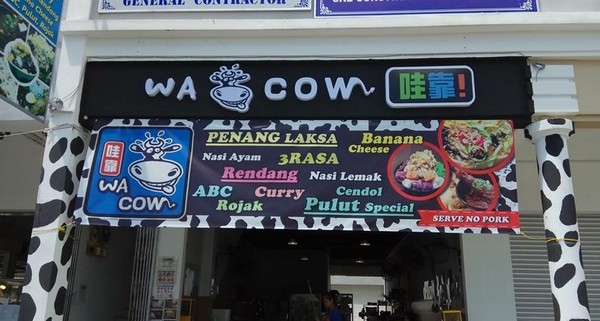 GENERAL CONTRACTOR
WA COW 哇靠!
哇靠
WA
COW
PENANG LAKSA
Banana
Cheese
Nasi Ayam
3RASA
Rendang
Nasi Lemak
ABC
Curry
Cendol
Rojak
Pulut Special
SERVE NO PORK